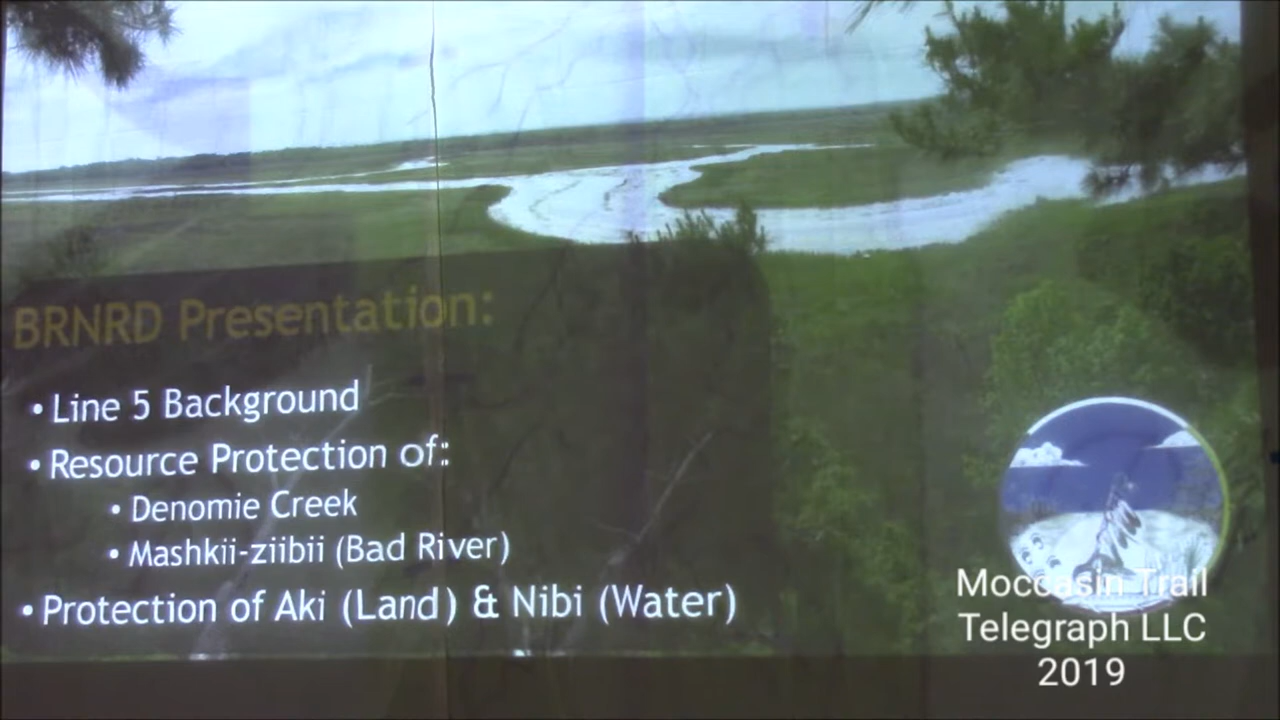 BRNRD Presentation:
• Line 5 Background
• Resource Protection of:
• Denomie Creek
• Mashkii-ziibii (Bad River)
• Protection of Aki (Land) & Nibi (Water)
Moccasin Trail
Telegraph LLC
2019